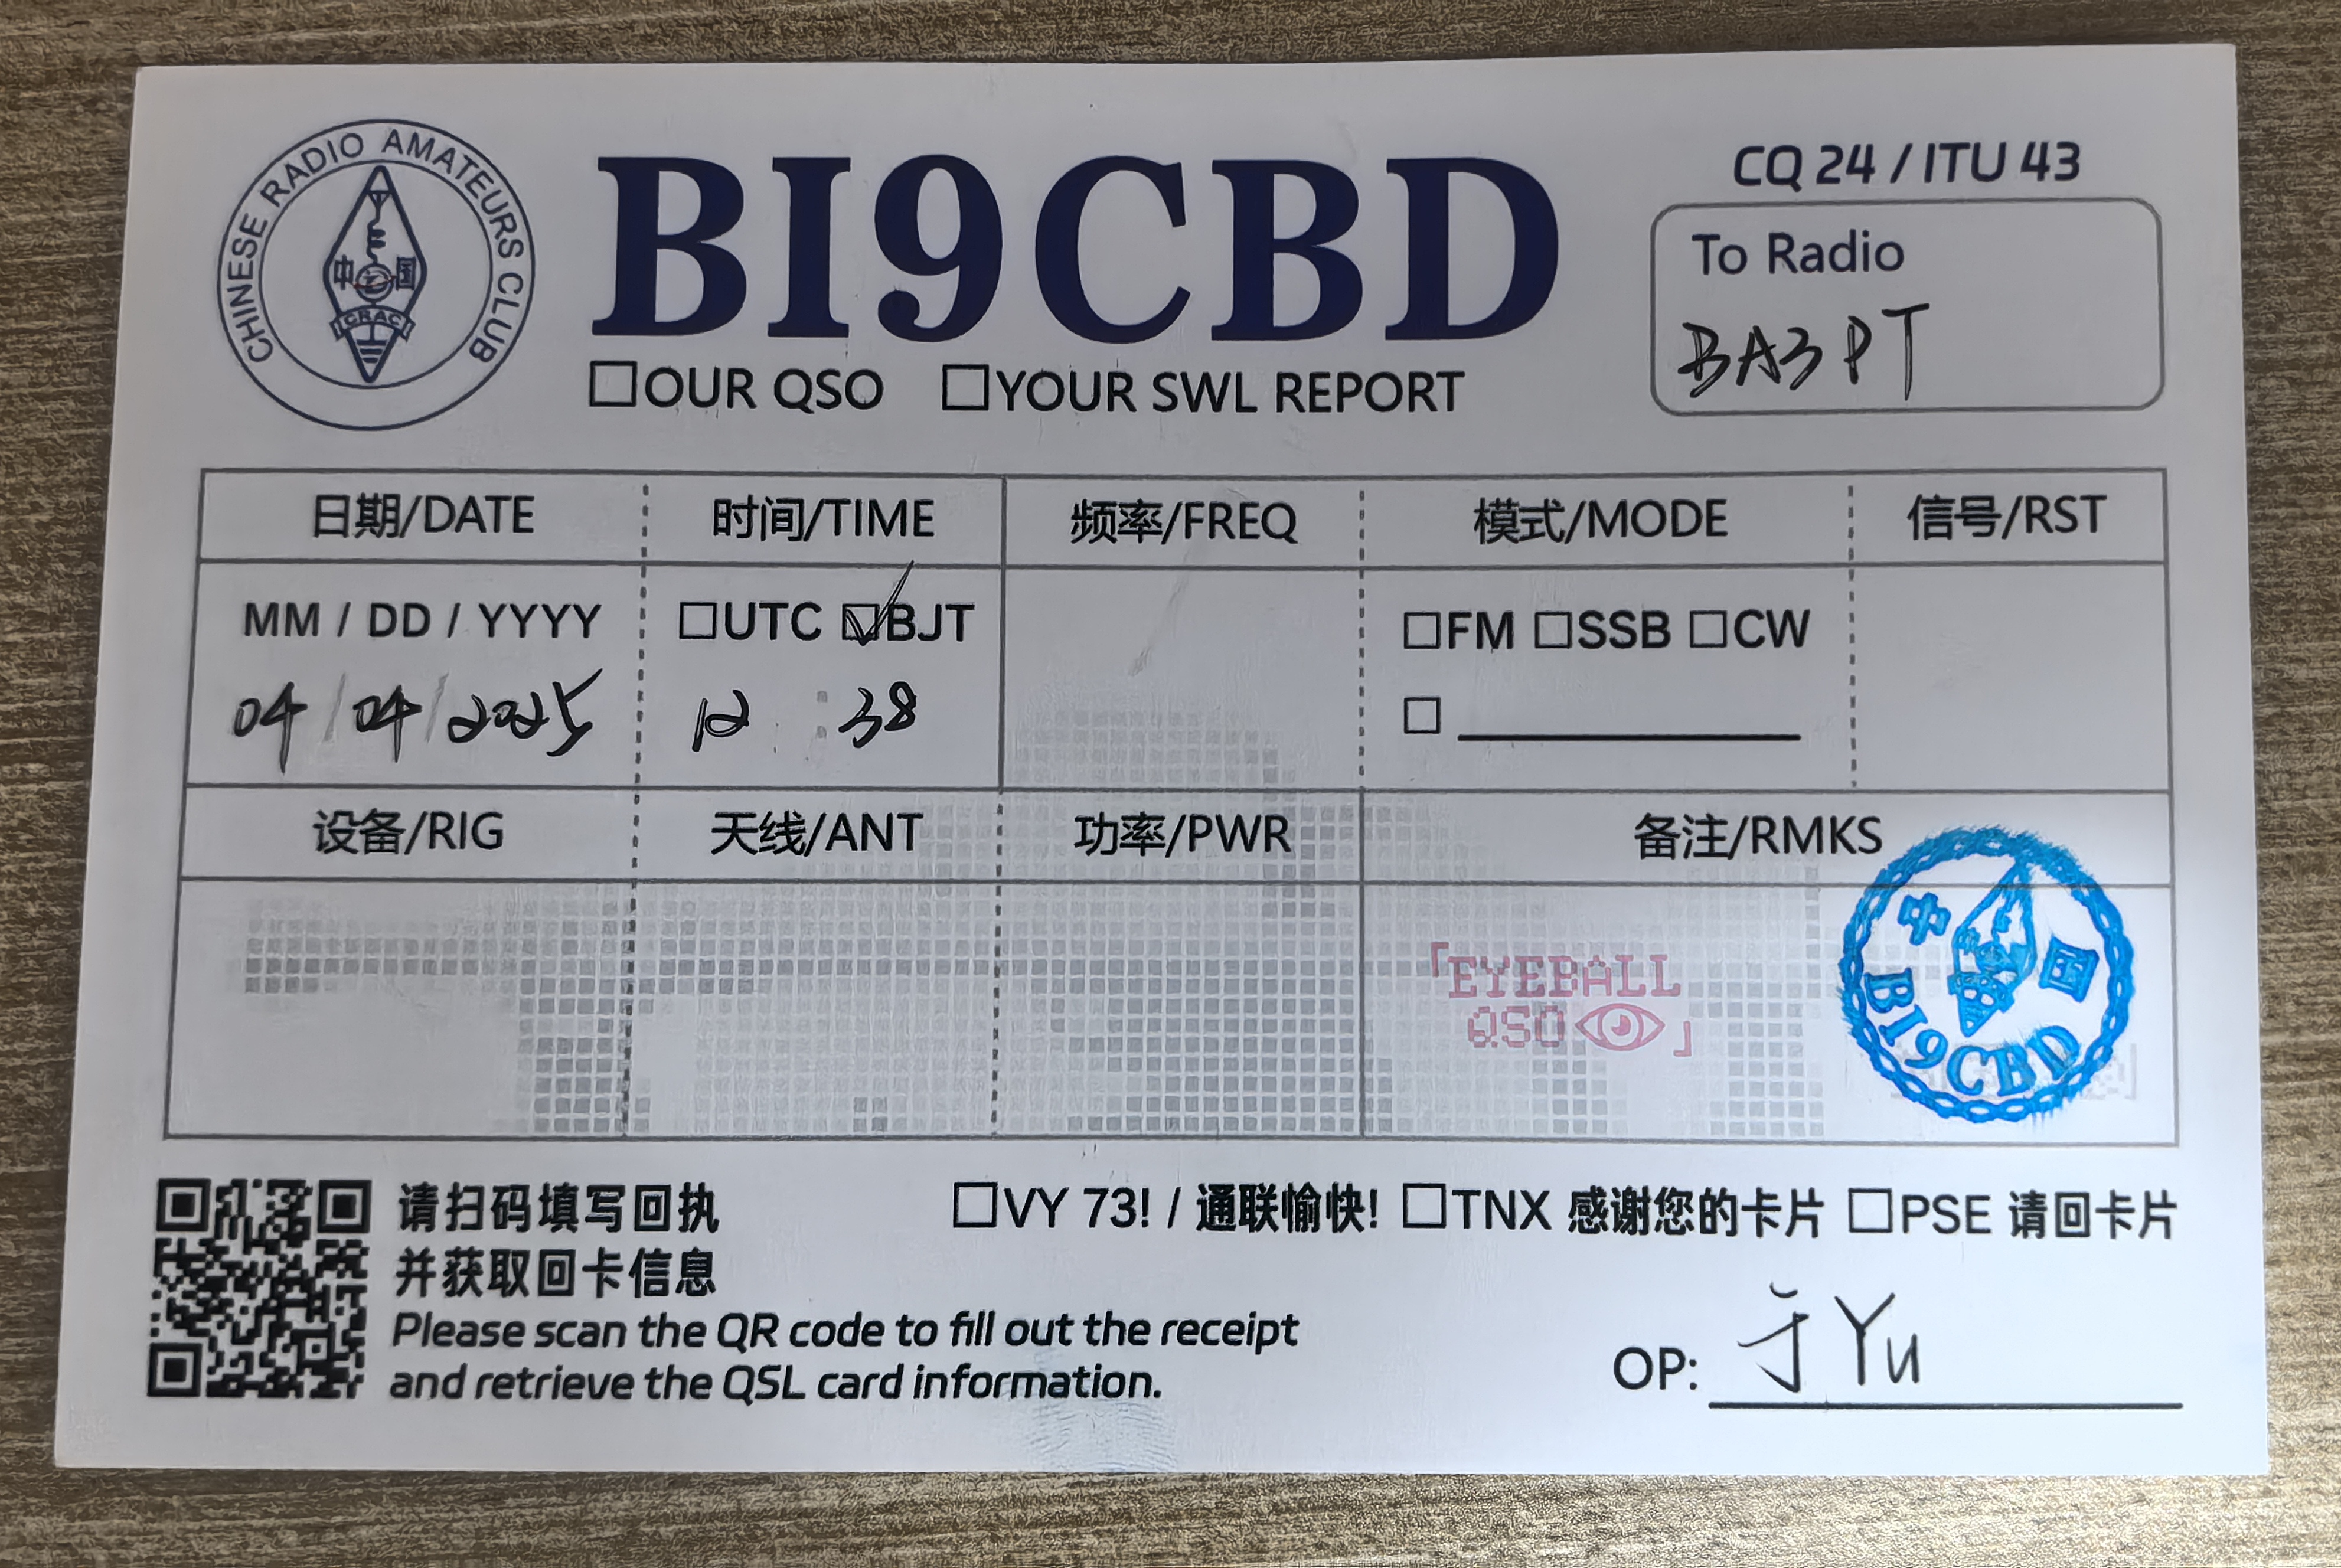 CHINESE RADIO AMATEURS CLUB
中国
CRAC
BI9CBD
CQ 24 / ITU 43
To Radio
BA3PT
□OUR QSO □YOUR SWL REPORT
日期/DATE 时间/TIME 频率/FREQ 模式/MODE 信号/RST
MM / DD / YYYY □UTC ☑BJT □FM □SSB □CW
04/04/2025 12:38 □
设备/RIG 天线/ANT 功率/PWR 备注/RMKS
「EYEBALL
QSO」
中国
BI9CBD
请扫码填写回执
并获取回卡信息
□VY 73! / 通联愉快! □TNX 感谢您的卡片 □PSE 请回卡片
Please scan the QR code to fill out the receipt
and retrieve the QSL card information.
OP: Yu